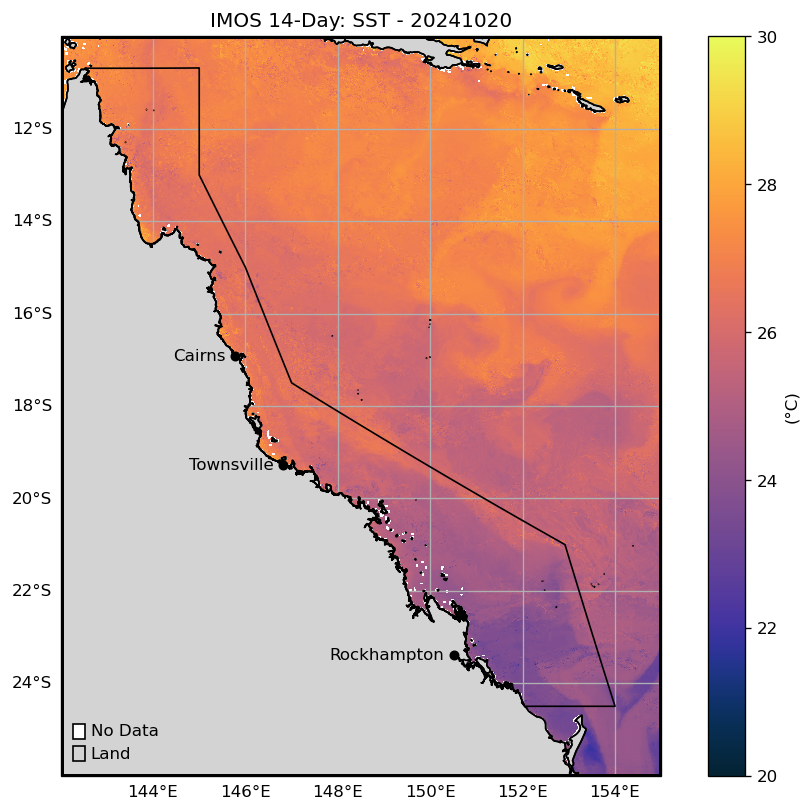 IMOS 14-Day: SST - 20241020
30
12°S
14°S
28
16°S
26
Cairns
(°C)
18°S
Townsville
24
20°S
22°S
22
Rockhampton
24°S
No Data
Land
20
144°E 146°E 148°E 150°E 152°E 154°E